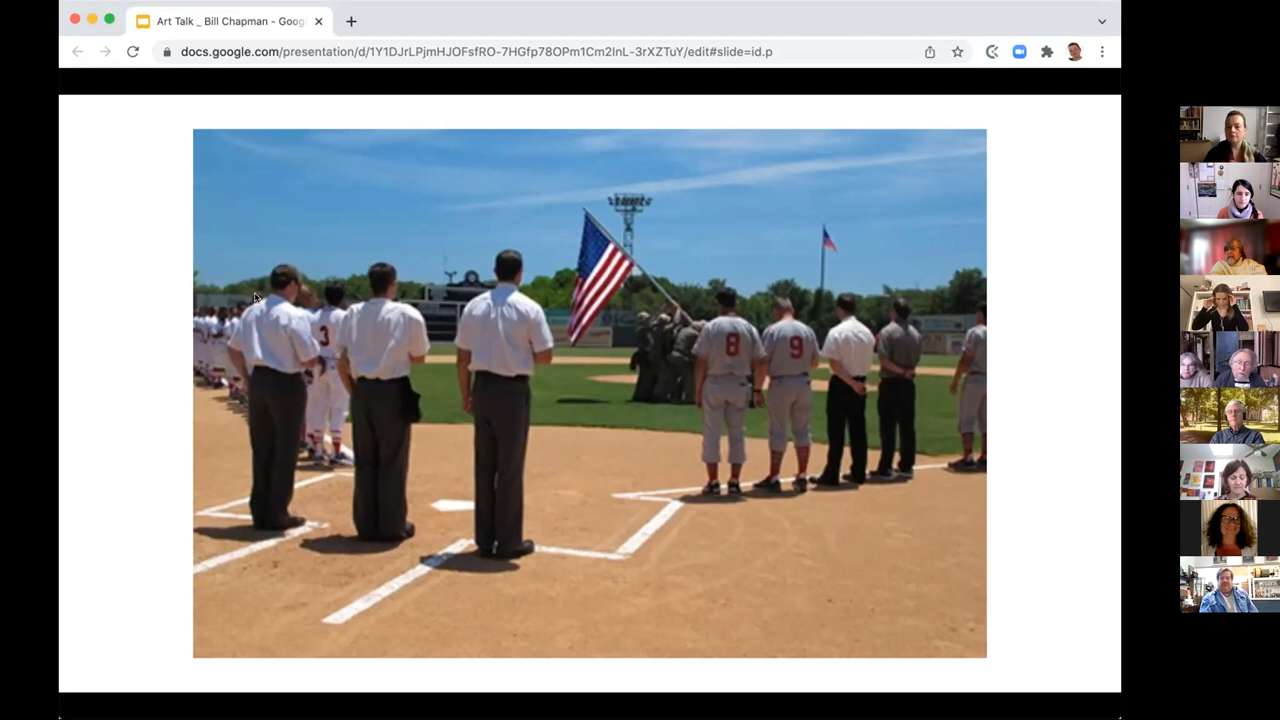 Art Talk _ Bill Chapman - Goog
docs.google.com/presentation/d/1Y1DJrLPjmHJOFsfRO-7HGfp78OPm1Cm2InL-3rXZTuY/edit#slide=id.p
3
8
9